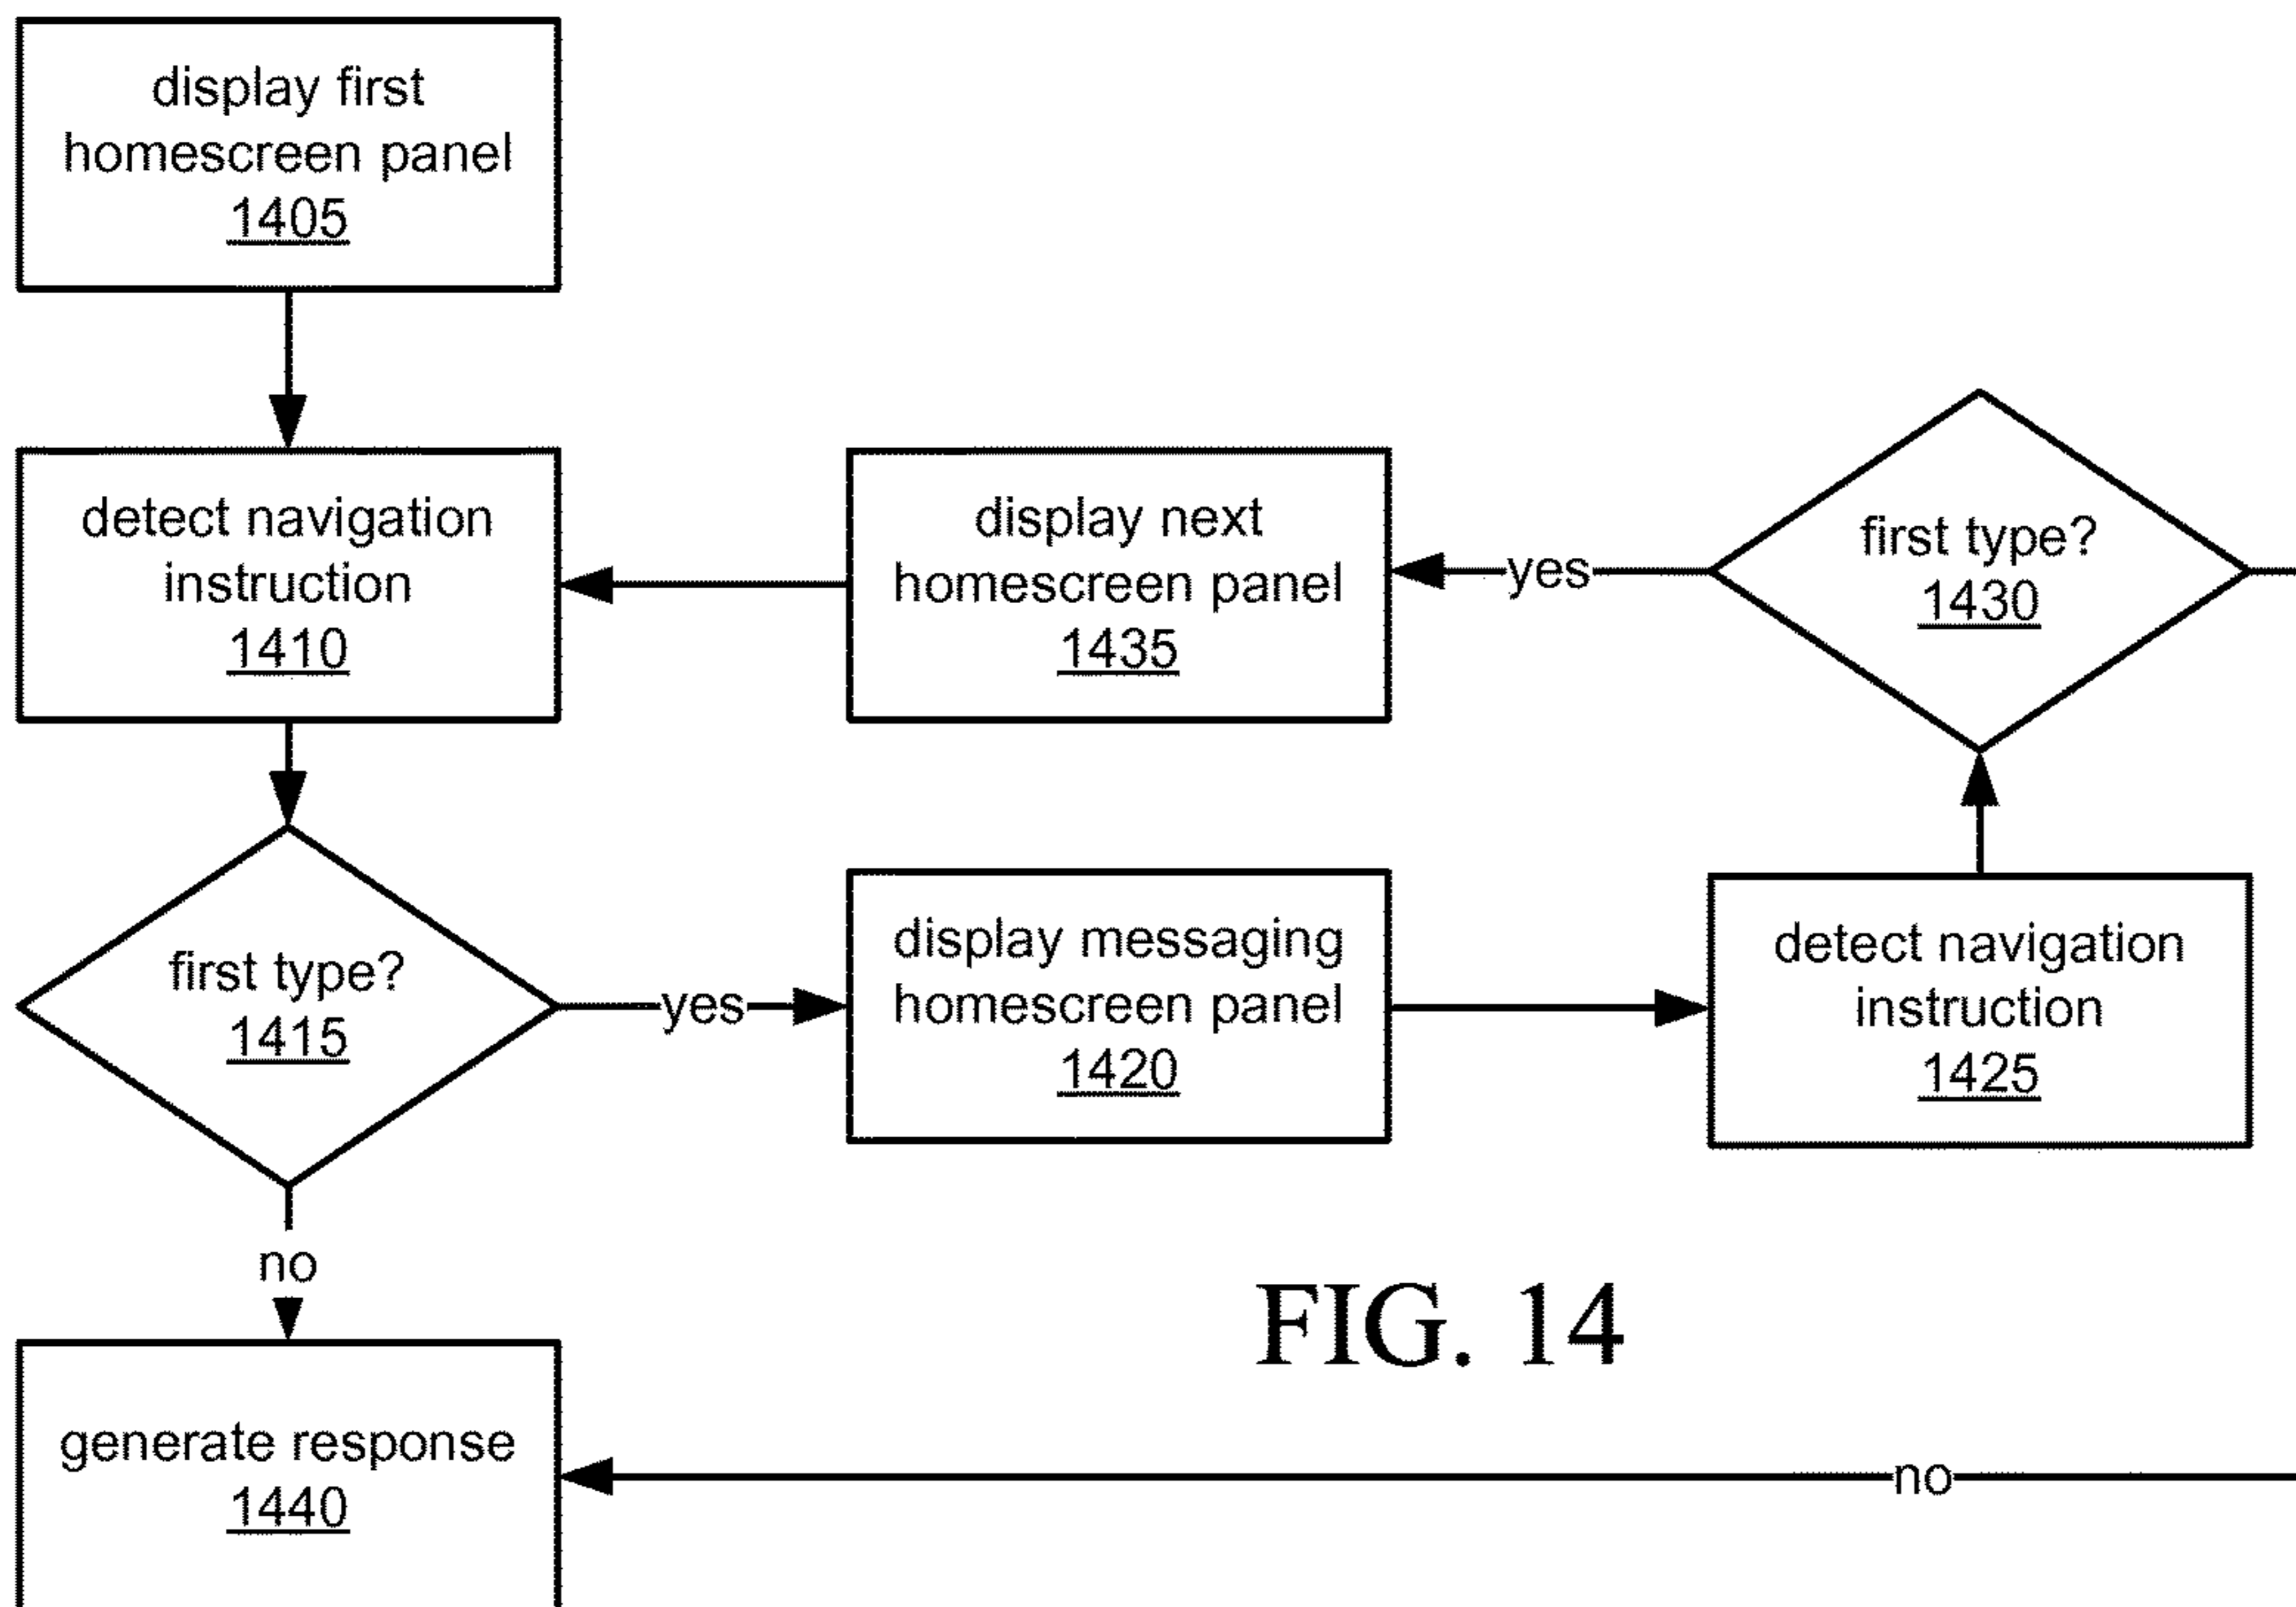 display first
homescreen panel
1405
detect navigation
instruction
1410
display next
homescreen panel
1435
yes
first type?
1430
first type?
1415
yes
display messaging
homescreen panel
1420
detect navigation
instruction
1425
no
FIG. 14
generate response
1440
no